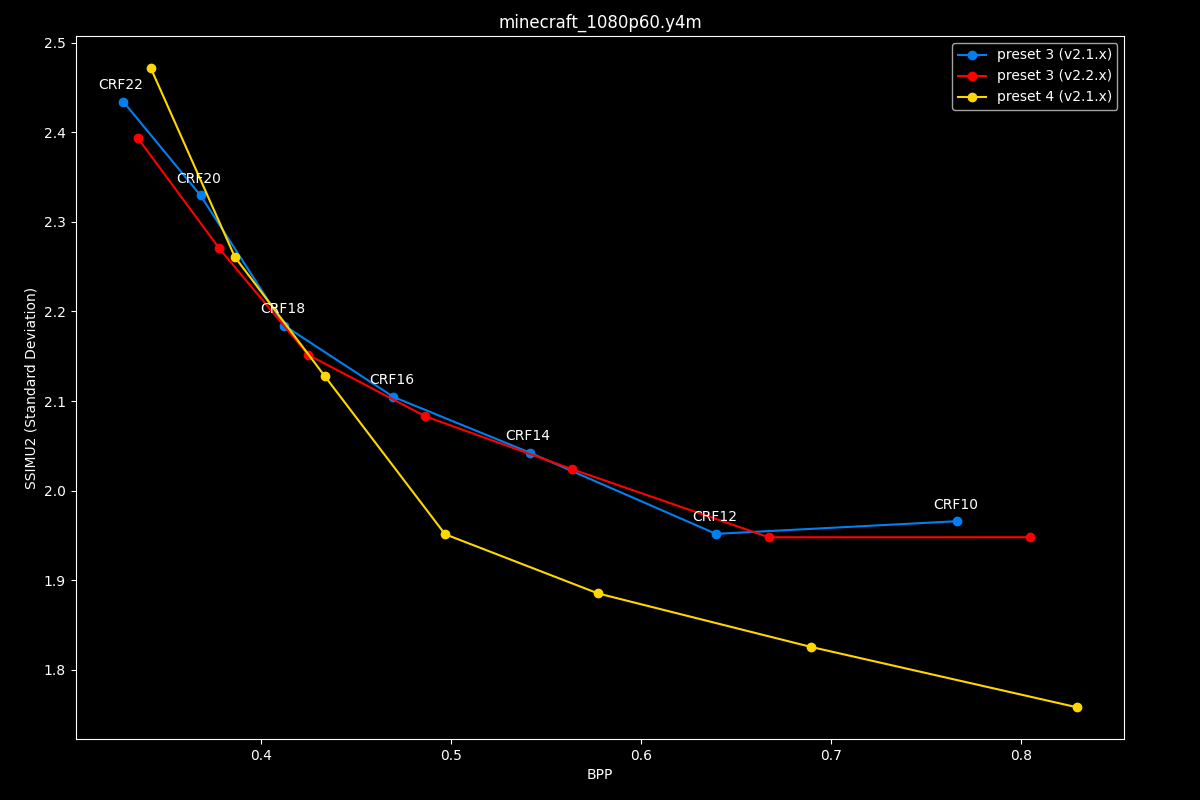 minecraft_1080p60.y4m
preset 3 (v2.1.x)
preset 3 (v2.2.x)
preset 4 (v2.1.x)
CRF22
CRF20
CRF18
CRF16
CRF14
CRF12
CRF10
SSIMU2 (Standard Deviation)
2.5
2.4
2.3
2.2
2.1
2.0
1.9
1.8
0.4
0.5
0.6
0.7
0.8
BPP